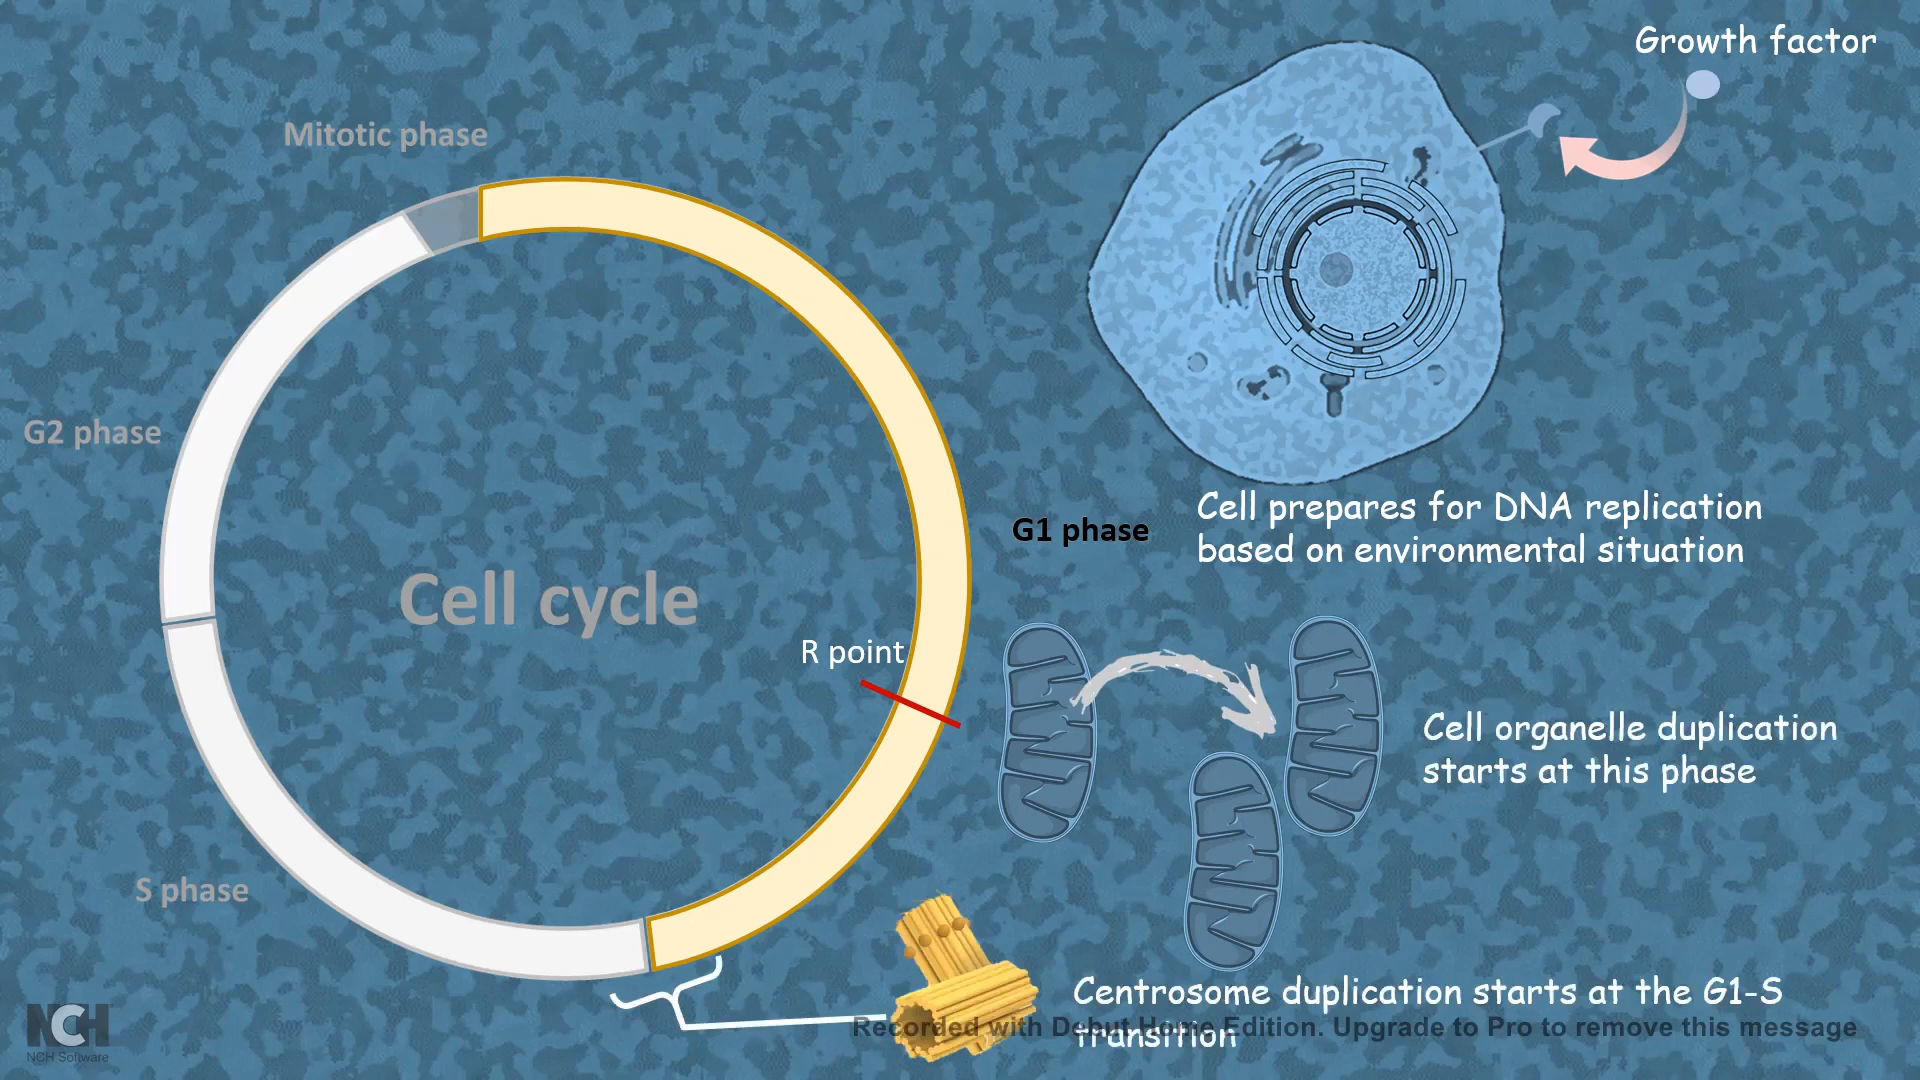 Growth factor
Mitotic phase
G2 phase
Cell prepares for DNA replication
G1 phase
based on environmental situation
Cell cycle
R point
Cell organelle duplication
starts at this phase
S phase
Centrosome duplication starts at the G1-S
transition
Recorded with Debut Home Edition. Upgrade to Pro to remove this message
NCH
NCH Software